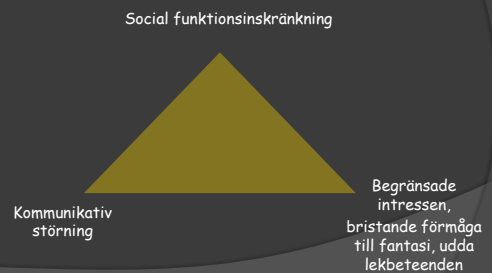 Social funktionsinskränkning
Kommunikativ
störning
Begränsade
intressen,
bristande förmåga
till fantasi, udda
lekbeteenden